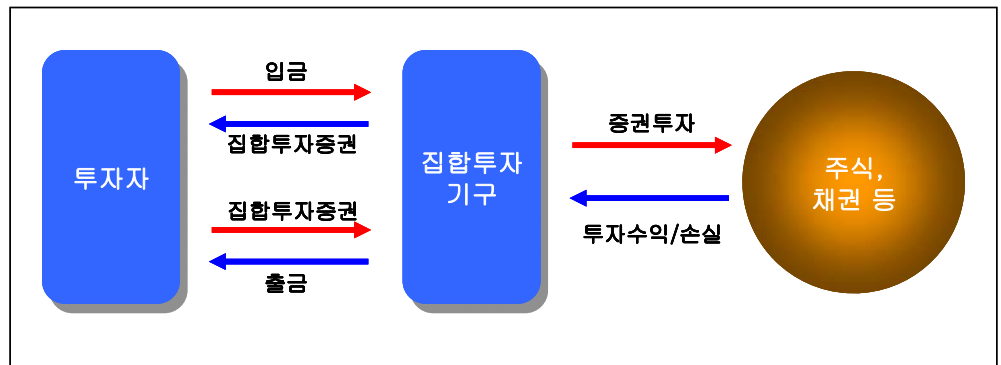 입금
집합투자증권
투자자
집합투자증권
출금
집합투자
기구
증권투자
투자수익/손실
주식,
채권 등